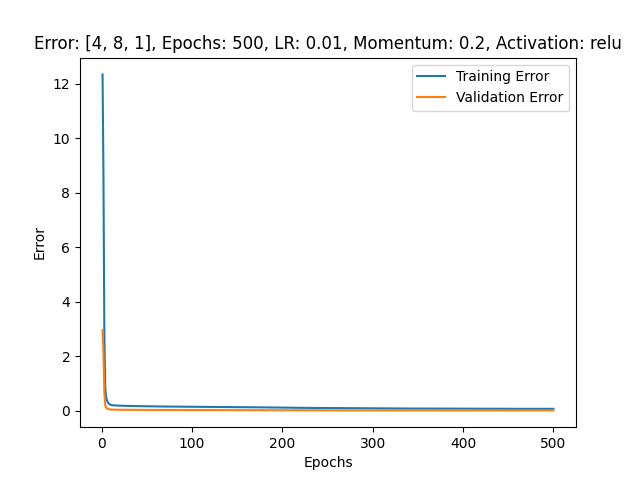 Error: [4, 8, 1], Epochs: 500, LR: 0.01, Momentum: 0.2, Activation: relu
Training Error
Validation Error
12
10
8
6
4
2
0
Error
0 100 200 300 400 500
Epochs